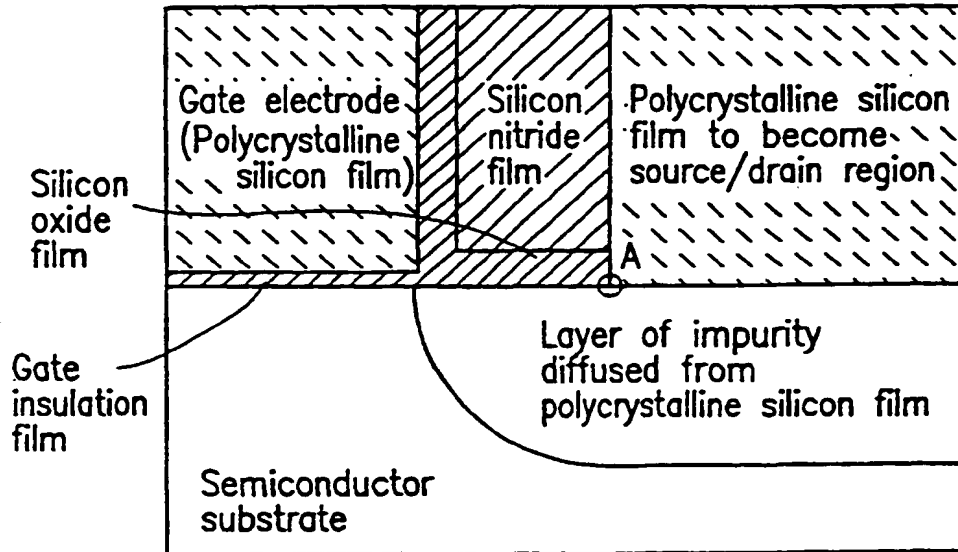 Gate electrode
(Polycrystalline
silicon film)
Silicon
nitride
film
Polycrystalline silicon
film to become
source/drain region
Silicon
oxide
film
A
Gate
insulation
film
Layer of impurity
diffused from
polycrystalline silicon film
Semiconductor
substrate